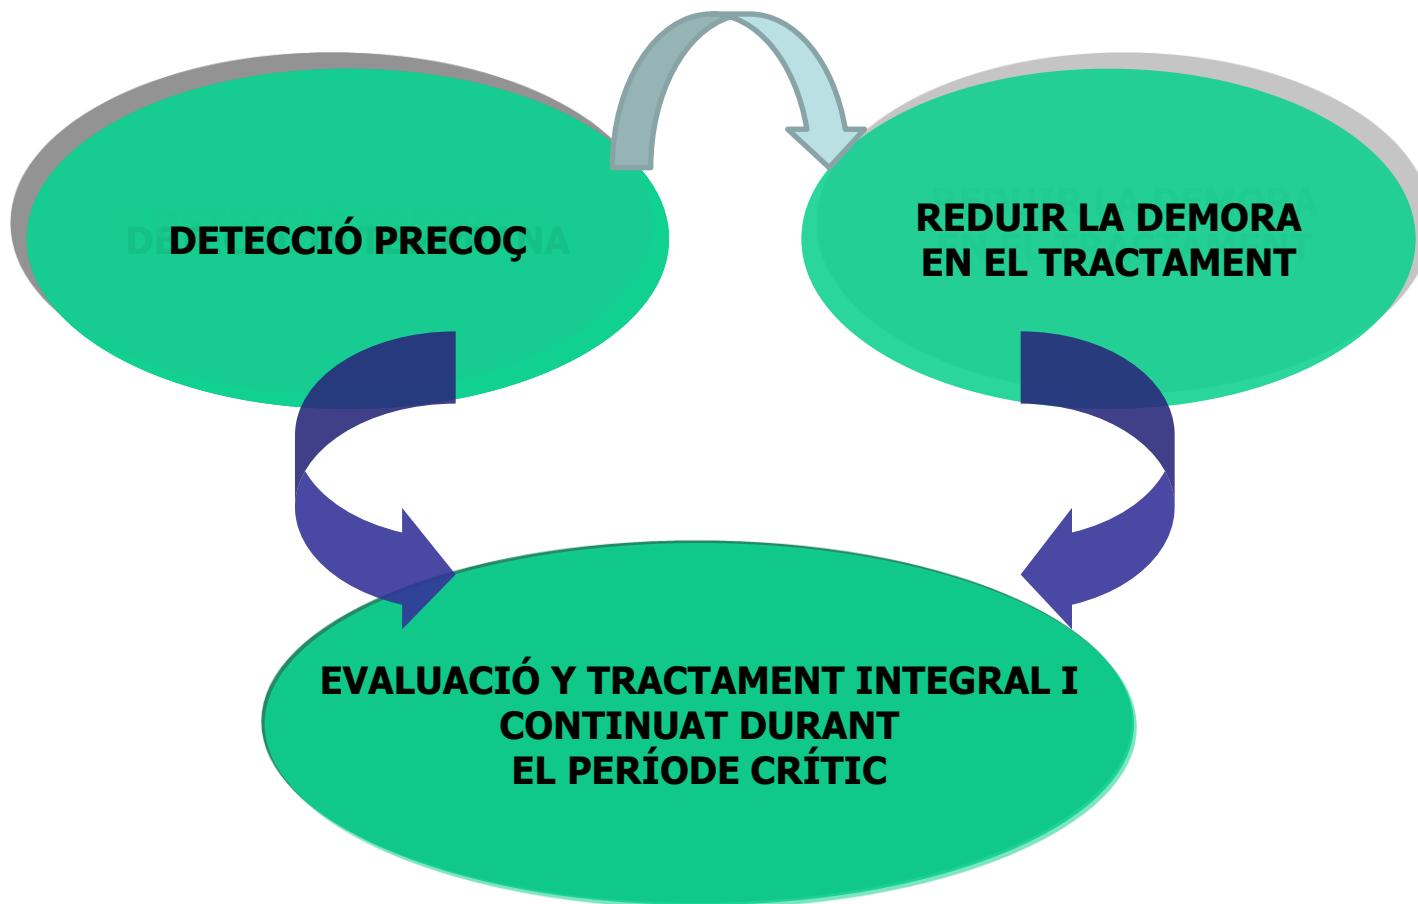 DETECCIÓ PRECOÇ
REDUIR LA DEMORA
EN EL TRACTAMENT
EVALUACIÓ Y TRACTAMENT INTEGRAL I
CONTINUAT DURANT
EL PERÍODE CRÍTIC